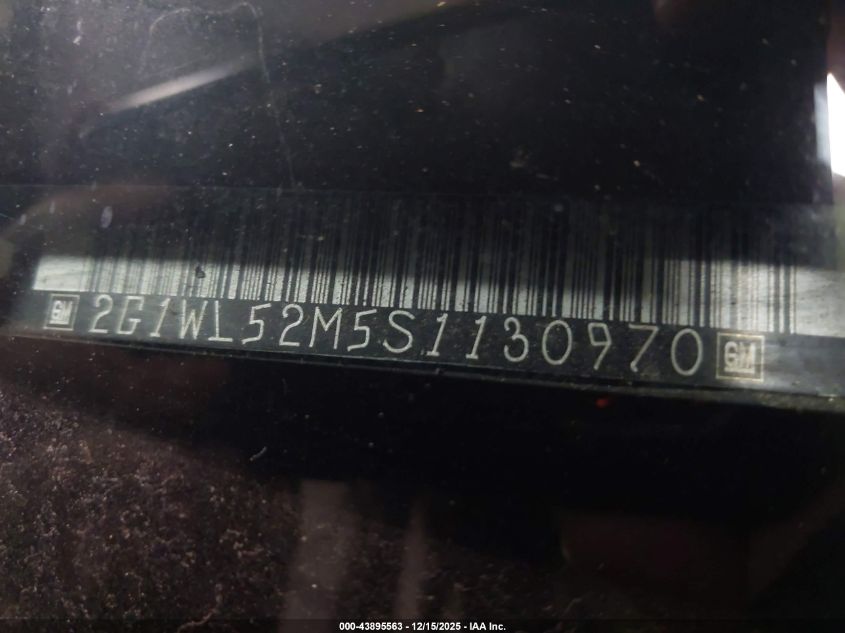 GM 2G1WL52M5S1130970 GM
000-43895563 - 12/15/2025 - IAA Inc.